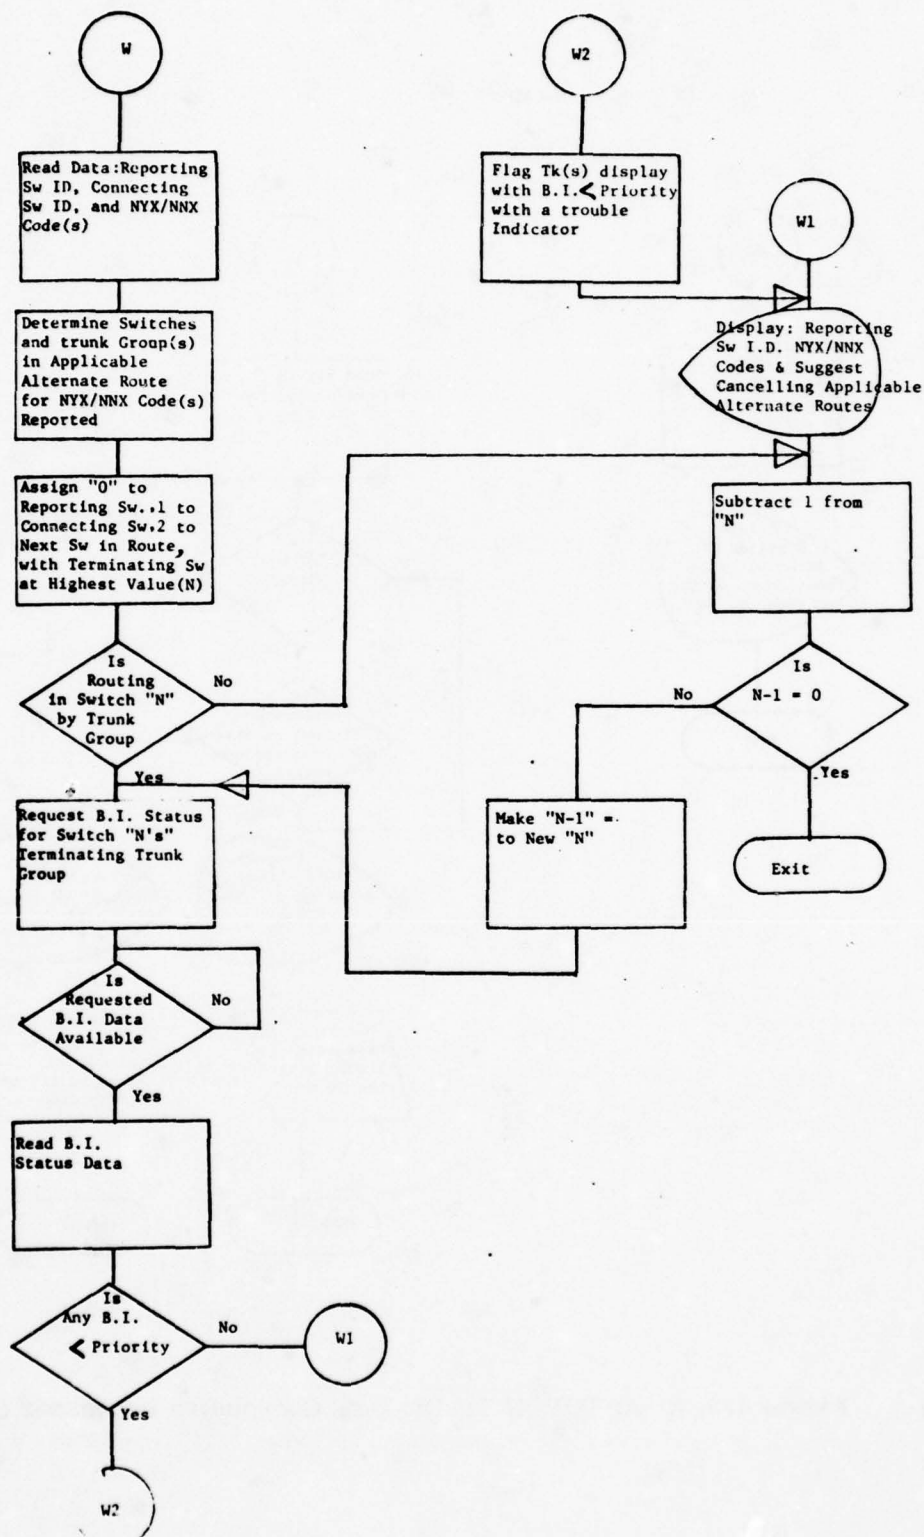 W
Read Data:Reporting
Sw ID, Connecting
Sw ID, and NYX/NNX
Code(s)
Determine Switches
and trunk Group(s)
in Applicable
Alternate Route
for NYX/NNX Code(s)
Reported
Assign "0" to
Reporting Sw.,1 to
Connecting Sw.2 to
Next Sw in Route,
with Terminating Sw
at Highest Value(N)
Is
Routing
in Switch "N"
by Trunk
Group
No
Yes
Request B.I. Status
for Switch "N's"
Terminating Trunk
Group
Is
Requested
B.I. Data
Available
No
Yes
Read B.I.
Status Data
Is
Any B.I.
< Priority
No
W1
Yes
W2
W2
Flag Tk(s) display
with B.I.< Priority
with a trouble
Indicator
W1
Display: Reporting
Sw I.D. NYX/NNX
Codes & Suggest
Cancelling Applicable
Alternate Routes
Subtract 1 from
"N"
Is
N-1 = 0
No
Yes
Make "N-1" =
to New "N"
Exit